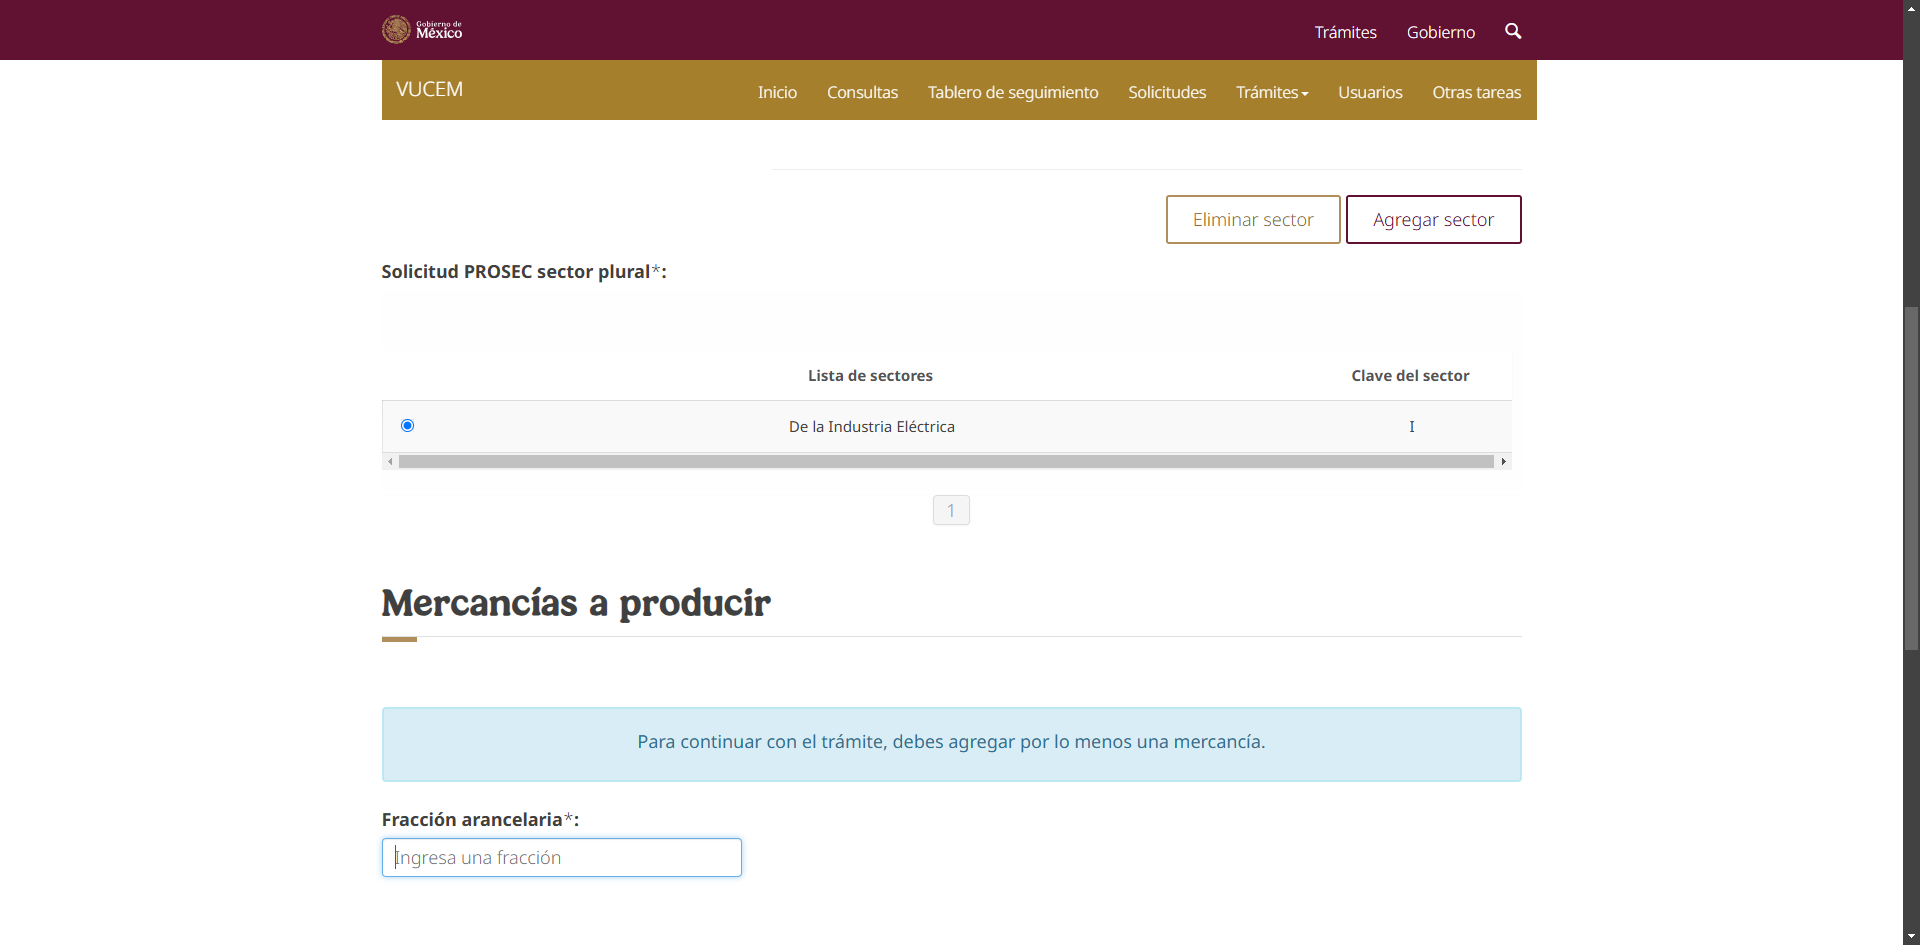 Gobierno de
México
Trámites
Gobierno
VUCEM
Inicio
Consultas
Tablero de seguimiento
Solicitudes
Trámites
Usuarios
Otras tareas
Eliminar sector
Agregar sector
Solicitud PROSEC sector plural*:
Lista de sectores
Clave del sector
De la Industria Eléctrica
I
1
Mercancías a producir
Para continuar con el trámite, debes agregar por lo menos una mercancía.
Fracción arancelaria*:
Ingresa una fracción